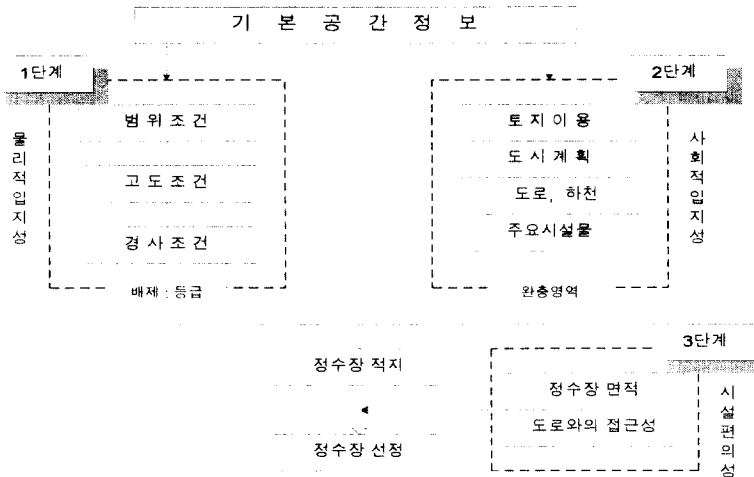 기 본 공 간 정 보
1단계
물리적입지성
범위조건
고도조건
경사조건
배제·등급
2단계
토지이용
도시계획
도로, 하천
주요시설물
완충영역
사회적입지성
3단계
정수장 면적
도로와의 접근성
시설편의성
정수장 적지
정수장 선정